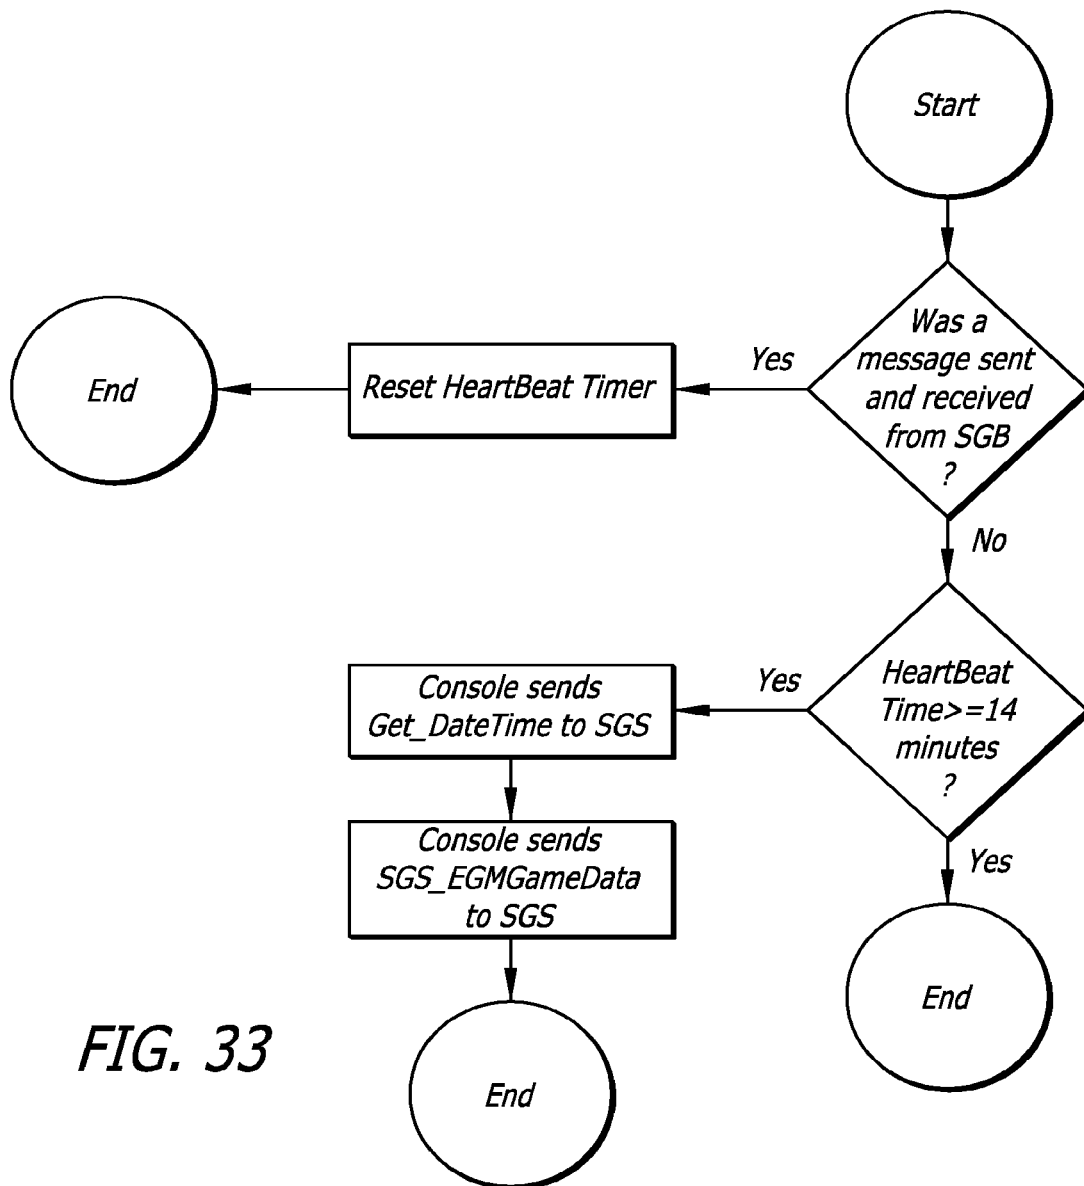 Start
Was a
message sent
and received
from SGB
?
Yes
Reset HeartBeat Timer
End
No
HeartBeat
Time>=14
minutes
?
Yes
Console sends
Get_DateTime to SGS
Console sends
SGS_EGMGameData
to SGS
End
Yes
End
FIG. 33